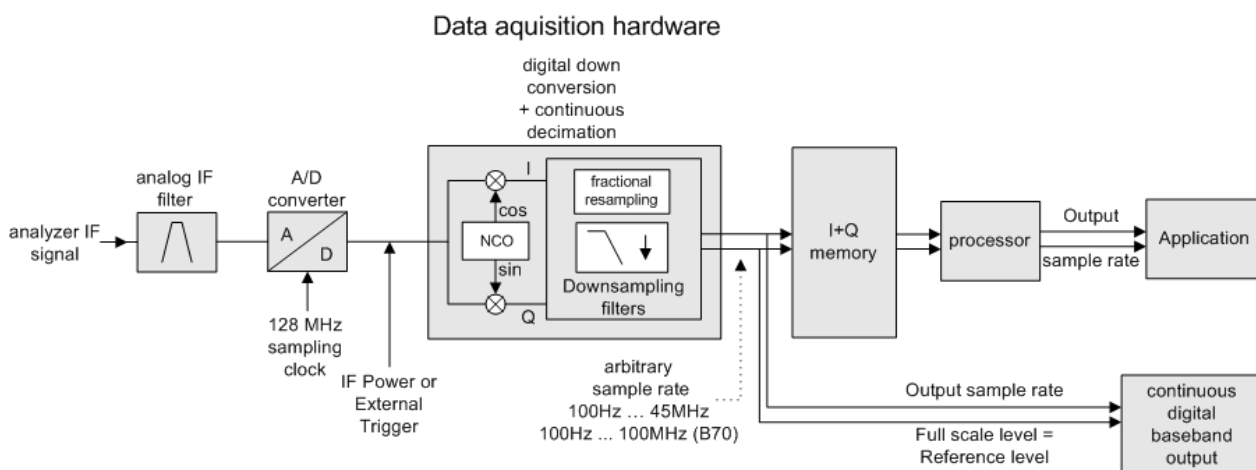 Data aquisition hardware
digital down
conversion
+ continuous
decimation
analog IF
filter
A/D
converter
analyzer IF
signal
A
D
128 MHz
sampling
clock
IF Power or
External
Trigger
I
cos
NCO
sin
Q
fractional
resampling
Downsampling
filters
arbitrary
sample rate
100Hz ... 45MHz
100Hz ... 100MHz (B70)
I+Q
memory
processor
Output
sample rate
Application
Output sample rate
Full scale level =
Reference level
continuous
digital
baseband
output